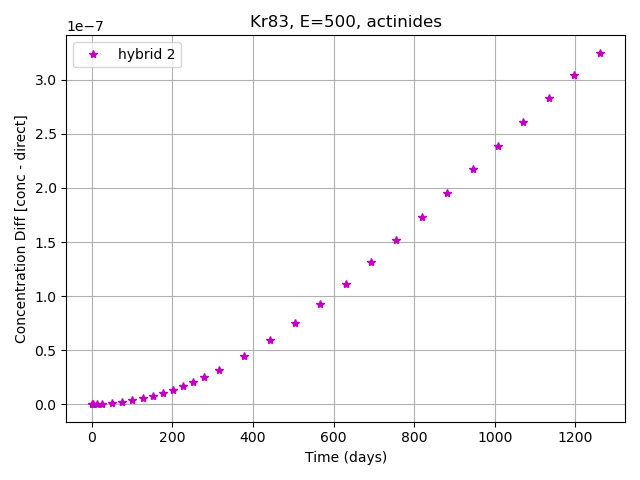 Kr83, E=500, actinides
1e−7
hybrid 2
3.0
2.5
2.0
1.5
1.0
0.5
0.0
Concentration Diff [conc - direct]
0 200 400 600 800 1000 1200
Time (days)